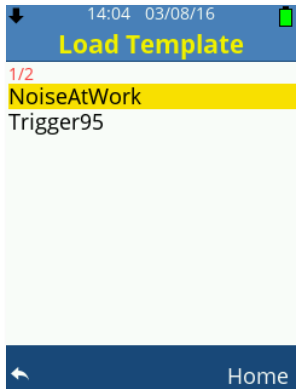 14:04 03/08/16
Load Template
1/2
NoiseAtWork
Trigger95
Home